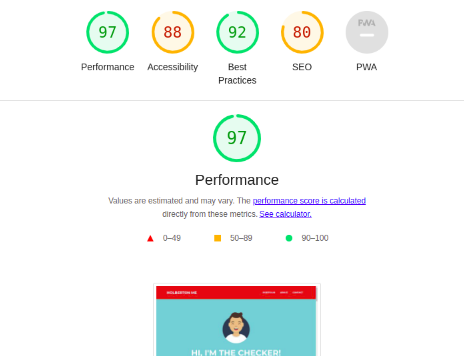 97 88 92 80 PWA
Performance Accessibility Best Practices SEO PWA
97
Performance
Values are estimated and may vary. The performance score is calculated
directly from these metrics. See calculator.
0–49 50–89 90–100
HI, I'M THE CHECKER!